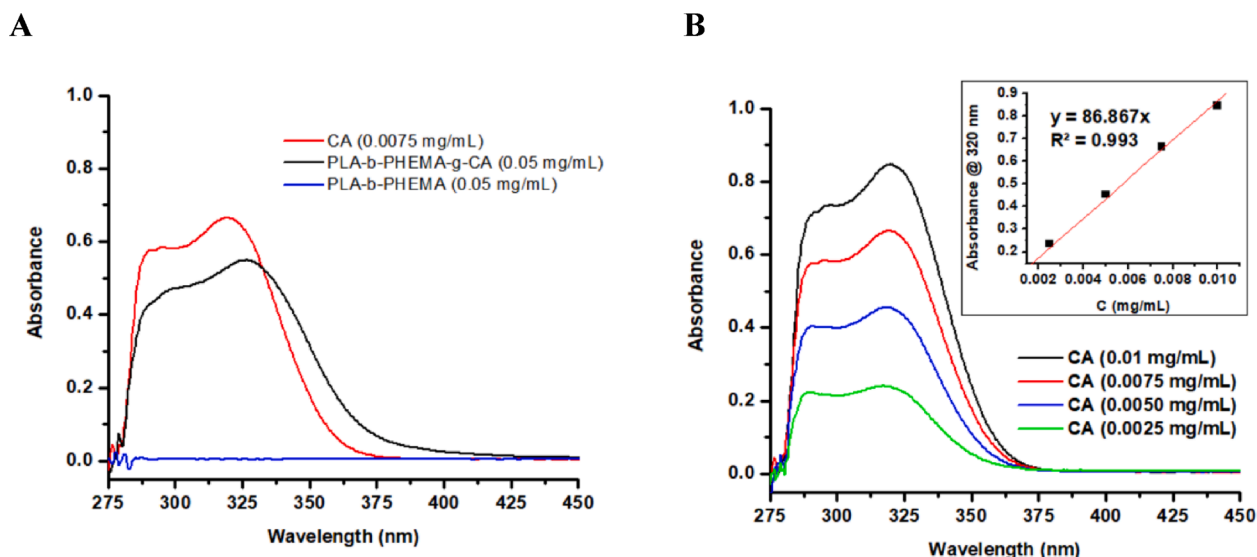 A
1.0
0.8
0.6
0.4
0.2
0.0
Absorbance
CA (0.0075 mg/mL)
PLA-b-PHEMA-g-CA (0.05 mg/mL)
PLA-b-PHEMA (0.05 mg/mL)
275 300 325 350 375 400 425 450
Wavelength (nm)
B
1.0
0.8
0.6
0.4
0.2
0.0
Absorbance
0.9
0.8
0.7
0.6
0.5
0.4
0.3
0.2
Absorbance @ 320 nm
y = 86.867x
R² = 0.993
0.002 0.004 0.006 0.008 0.010
C (mg/mL)
CA (0.01 mg/mL)
CA (0.0075 mg/mL)
CA (0.0050 mg/mL)
CA (0.0025 mg/mL)
275 300 325 350 375 400 425 450
Wavelength (nm)